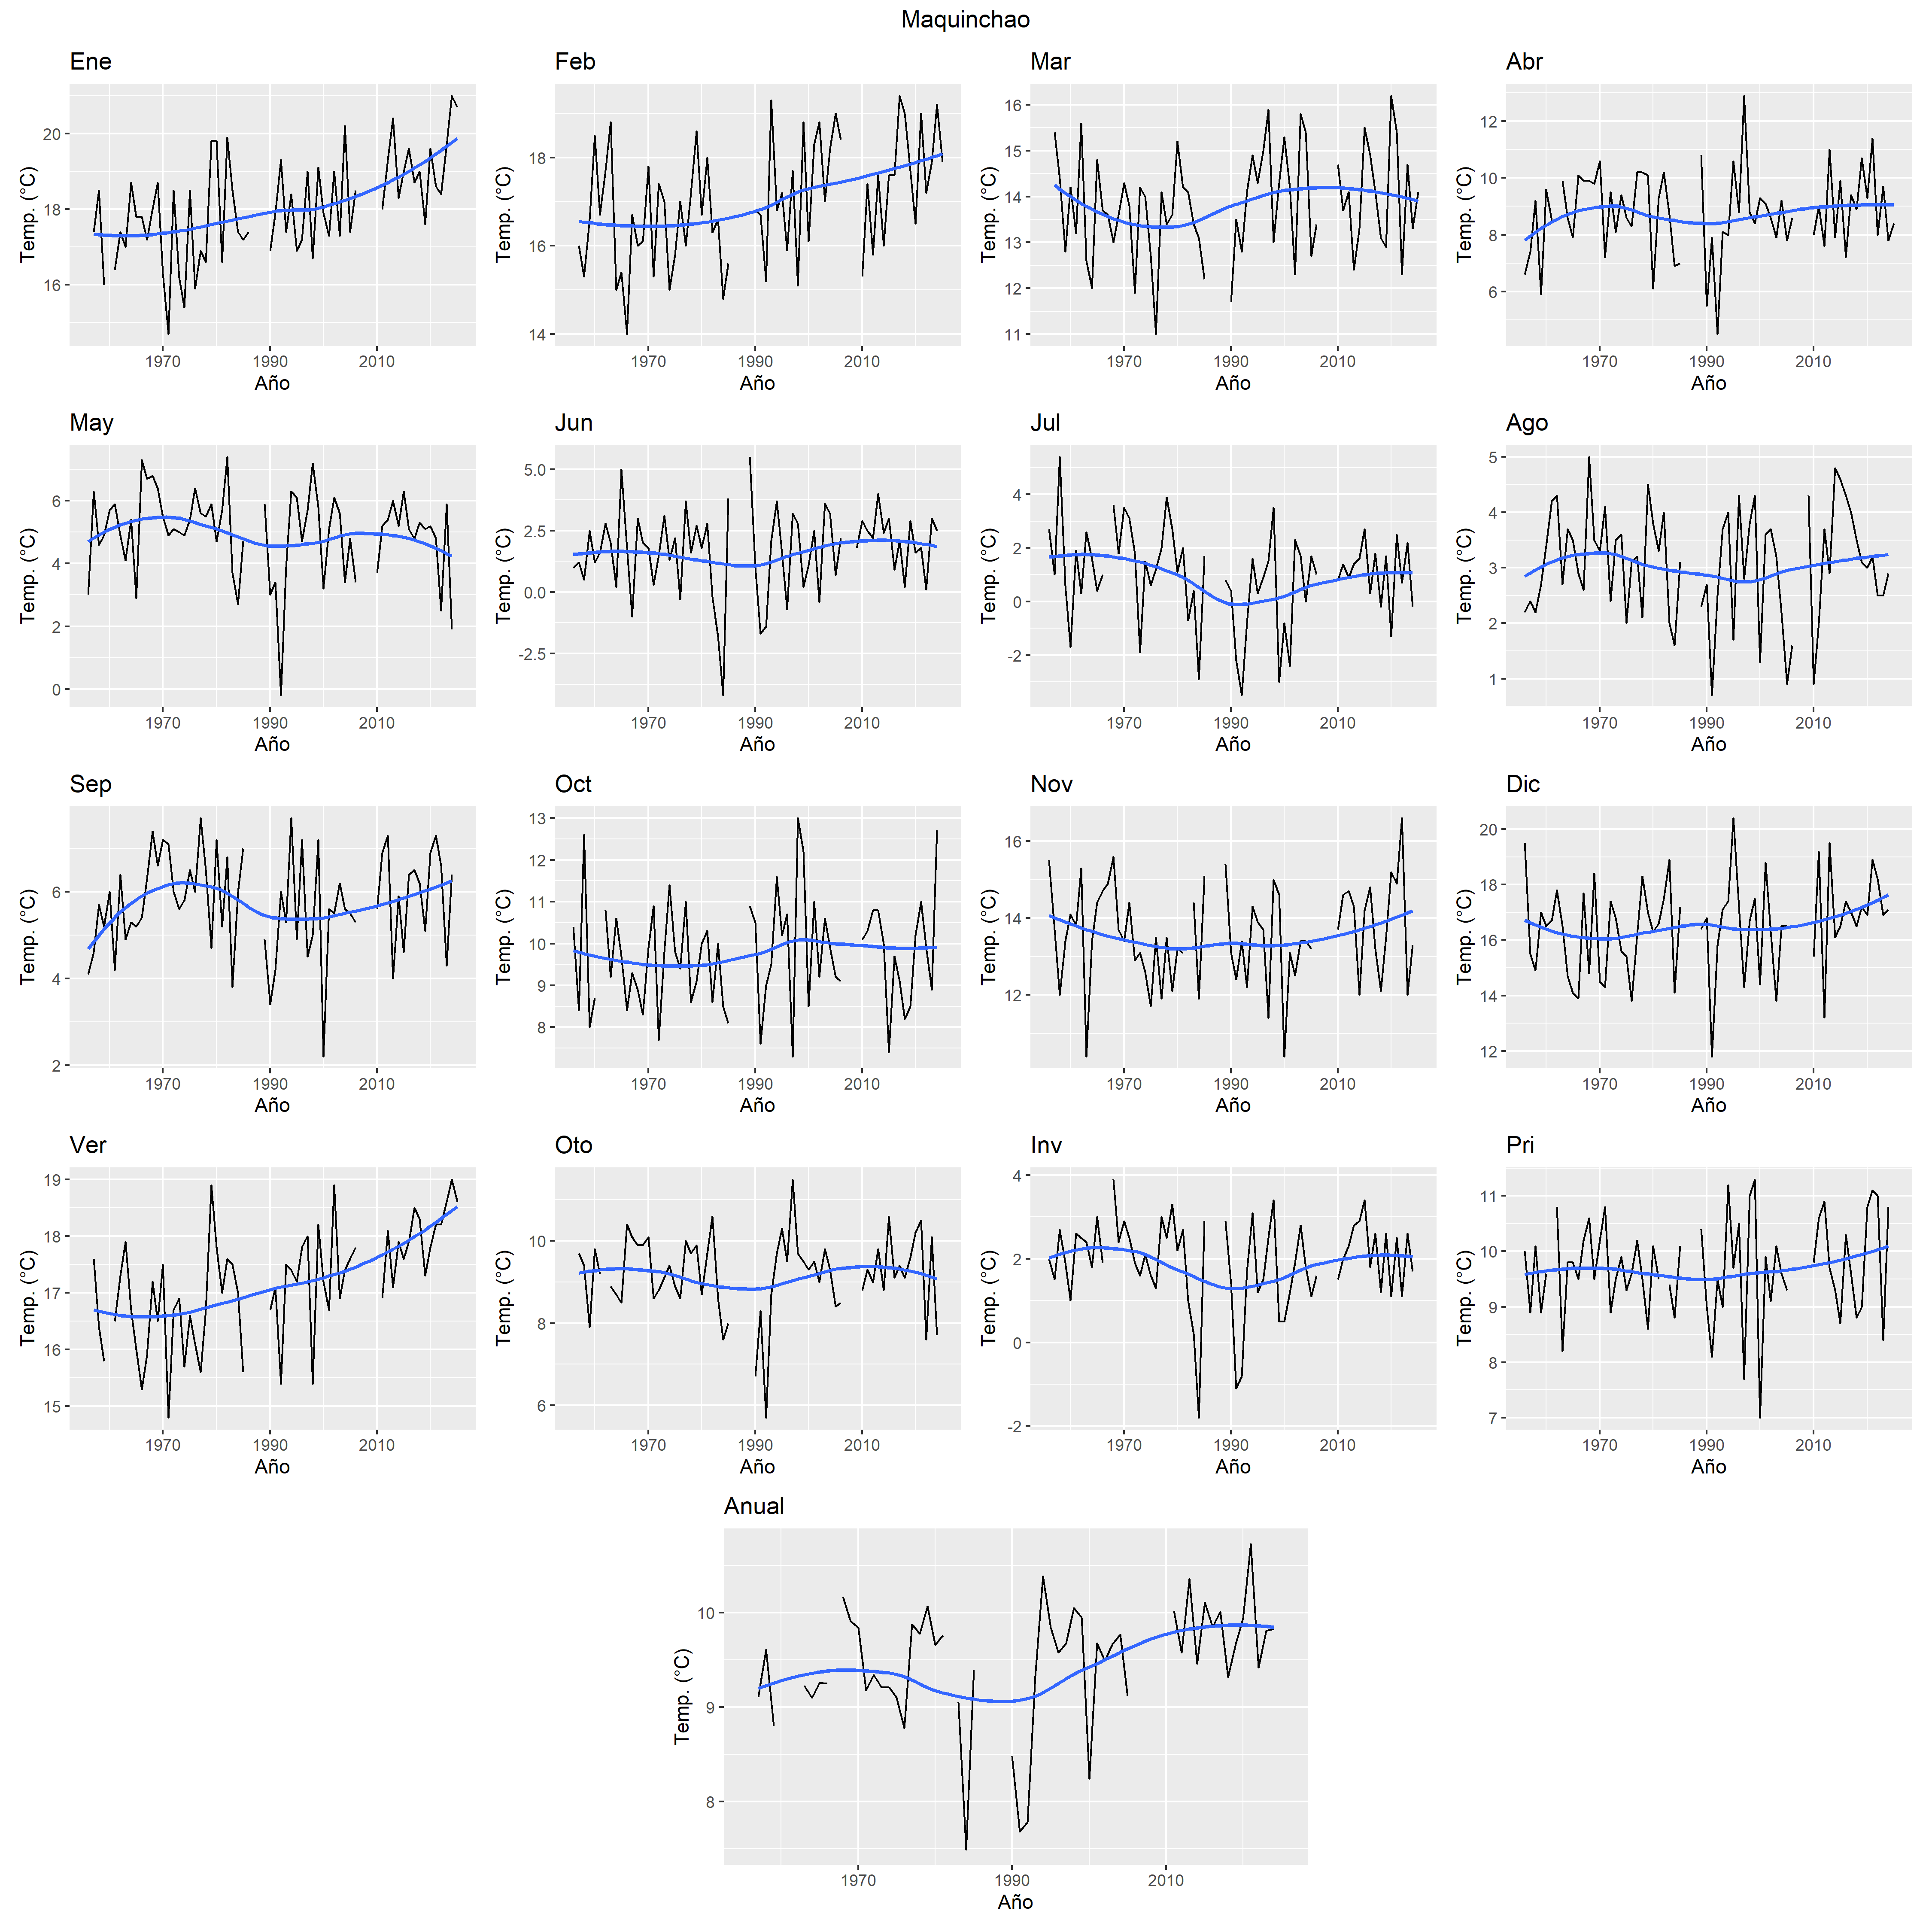 Maquinchao
Ene Feb Mar Abr
Temp. (°C) 20 18 16
Temp. (°C) 18 16 14
Temp. (°C) 16 15 14 13 12 11
Temp. (°C) 12 10 8 6
1970 1990 2010 1970 1990 2010 1970 1990 2010 1970 1990 2010
Año Año Año Año
May Jun Jul Ago
Temp. (°C) 6 4 2 0
Temp. (°C) 5.0 2.5 0.0 -2.5
Temp. (°C) 4 2 0 -2
Temp. (°C) 5 4 3 2 1
1970 1990 2010 1970 1990 2010 1970 1990 2010 1970 1990 2010
Año Año Año Año
Sep Oct Nov Dic
Temp. (°C) 6 4 2
Temp. (°C) 13 12 11 10 9 8
Temp. (°C) 16 14 12
Temp. (°C) 20 18 16 14 12
1970 1990 2010 1970 1990 2010 1970 1990 2010 1970 1990 2010
Año Año Año Año
Ver Oto Inv Pri
Temp. (°C) 19 18 17 16 15
Temp. (°C) 10 8 6
Temp. (°C) 4 2 0 -2
Temp. (°C) 11 10 9 8 7
1970 1990 2010 1970 1990 2010 1970 1990 2010 1970 1990 2010
Año Año Año Año
Anual
Temp. (°C) 10 9 8
1970 1990 2010
Año